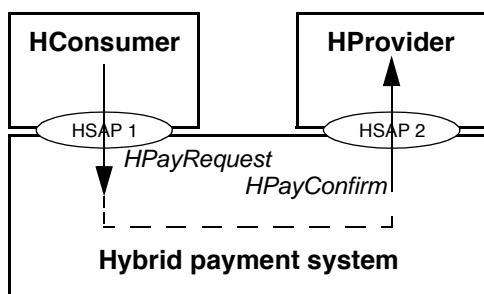 HConsumer
HProvider
HSAP 1
HSAP 2
HPayRequest
HPayConfirm
Hybrid payment system